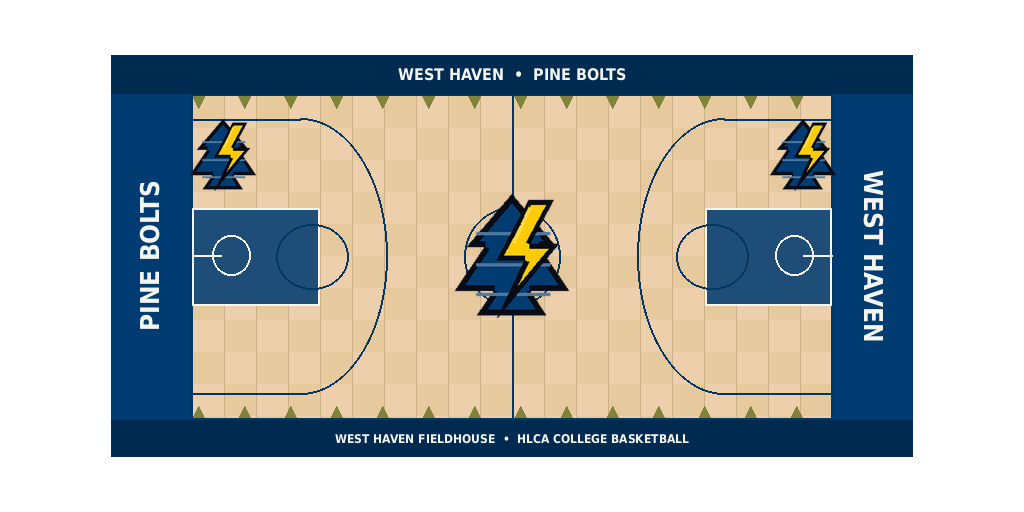 WEST HAVEN • PINE BOLTS
PINE BOLTS
WEST HAVEN
WEST HAVEN FIELDHOUSE • HLCA COLLEGE BASKETBALL